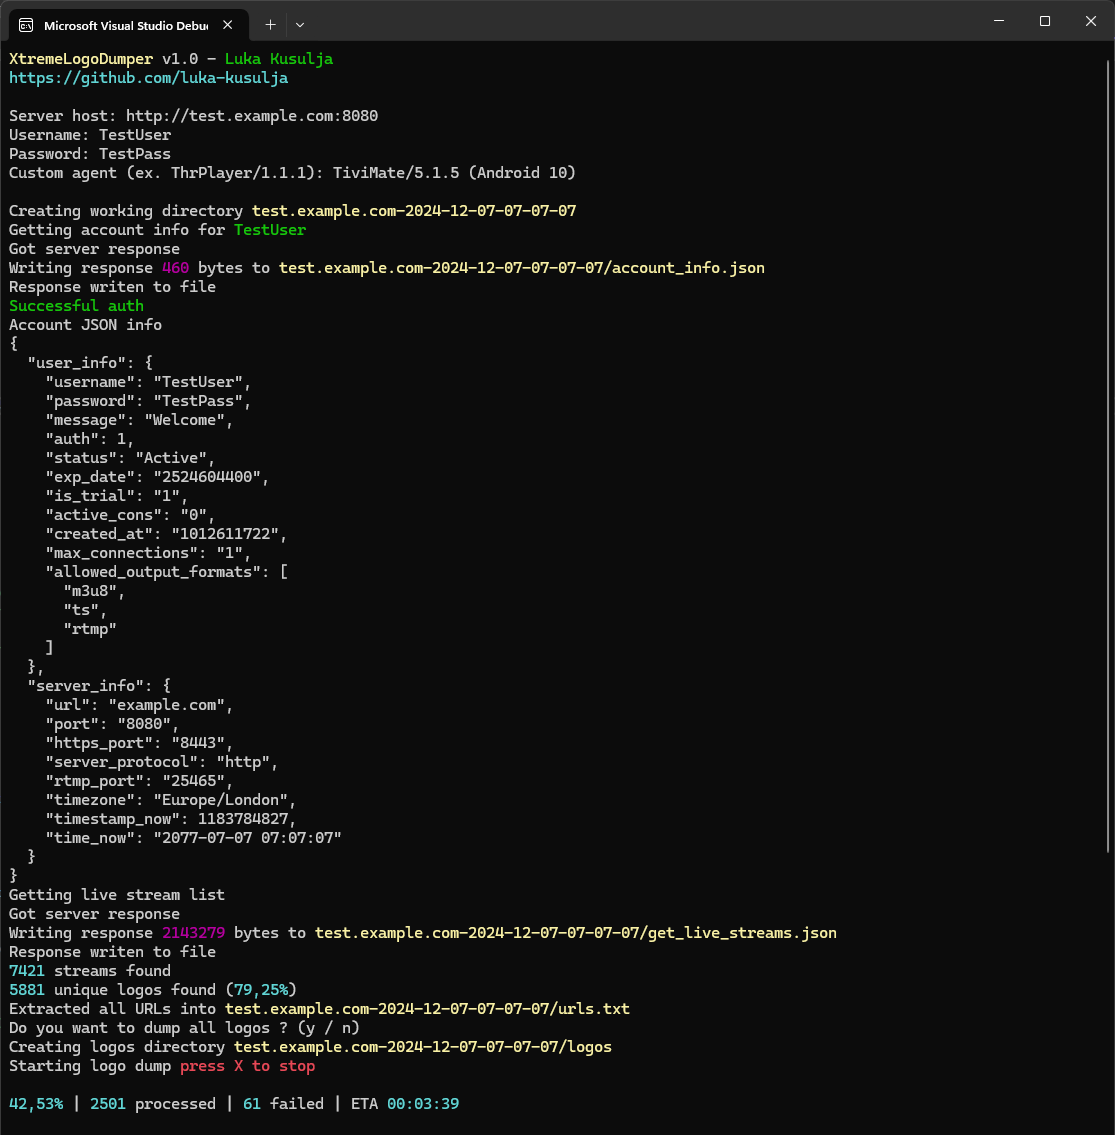 Microsoft Visual Studio Debu
XtremeLogoDumper v1.0 - Luka Kusulja
https://github.com/luka-kusulja
Server host: http://test.example.com:8080
Username: TestUser
Password: TestPass
Custom agent (ex. ThrPlayer/1.1.1): TiviMate/5.1.5 (Android 10)
Creating working directory test.example.com-2024-12-07-07-07-07
Getting account info for TestUser
Got server response
Writing response 460 bytes to test.example.com-2024-12-07-07-07-07/account_info.json
Response writen to file
Successful auth
Account JSON info
{
  "user_info": {
    "username": "TestUser",
    "password": "TestPass",
    "message": "Welcome",
    "auth": 1,
    "status": "Active",
    "exp_date": "2524604400",
    "is_trial": "1",
    "active_cons": "0",
    "created_at": "1012611722",
    "max_connections": "1",
    "allowed_output_formats": [
      "m3u8",
      "ts",
      "rtmp"
    ]
  },
  "server_info": {
    "url": "example.com",
    "port": "8080",
    "https_port": "8443",
    "server_protocol": "http",
    "rtmp_port": "25465",
    "timezone": "Europe/London",
    "timestamp_now": 1183784827,
    "time_now": "2077-07-07 07:07:07"
  }
}
Getting live stream list
Got server response
Writing response 2143279 bytes to test.example.com-2024-12-07-07-07-07/get_live_streams.json
Response writen to file
7421 streams found
5881 unique logos found (79,25%)
Extracted all URLs into test.example.com-2024-12-07-07-07-07/urls.txt
Do you want to dump all logos ? (y / n)
Creating logos directory test.example.com-2024-12-07-07-07-07/logos
Starting logo dump press X to stop
42,53% | 2501 processed | 61 failed | ETA 00:03:39